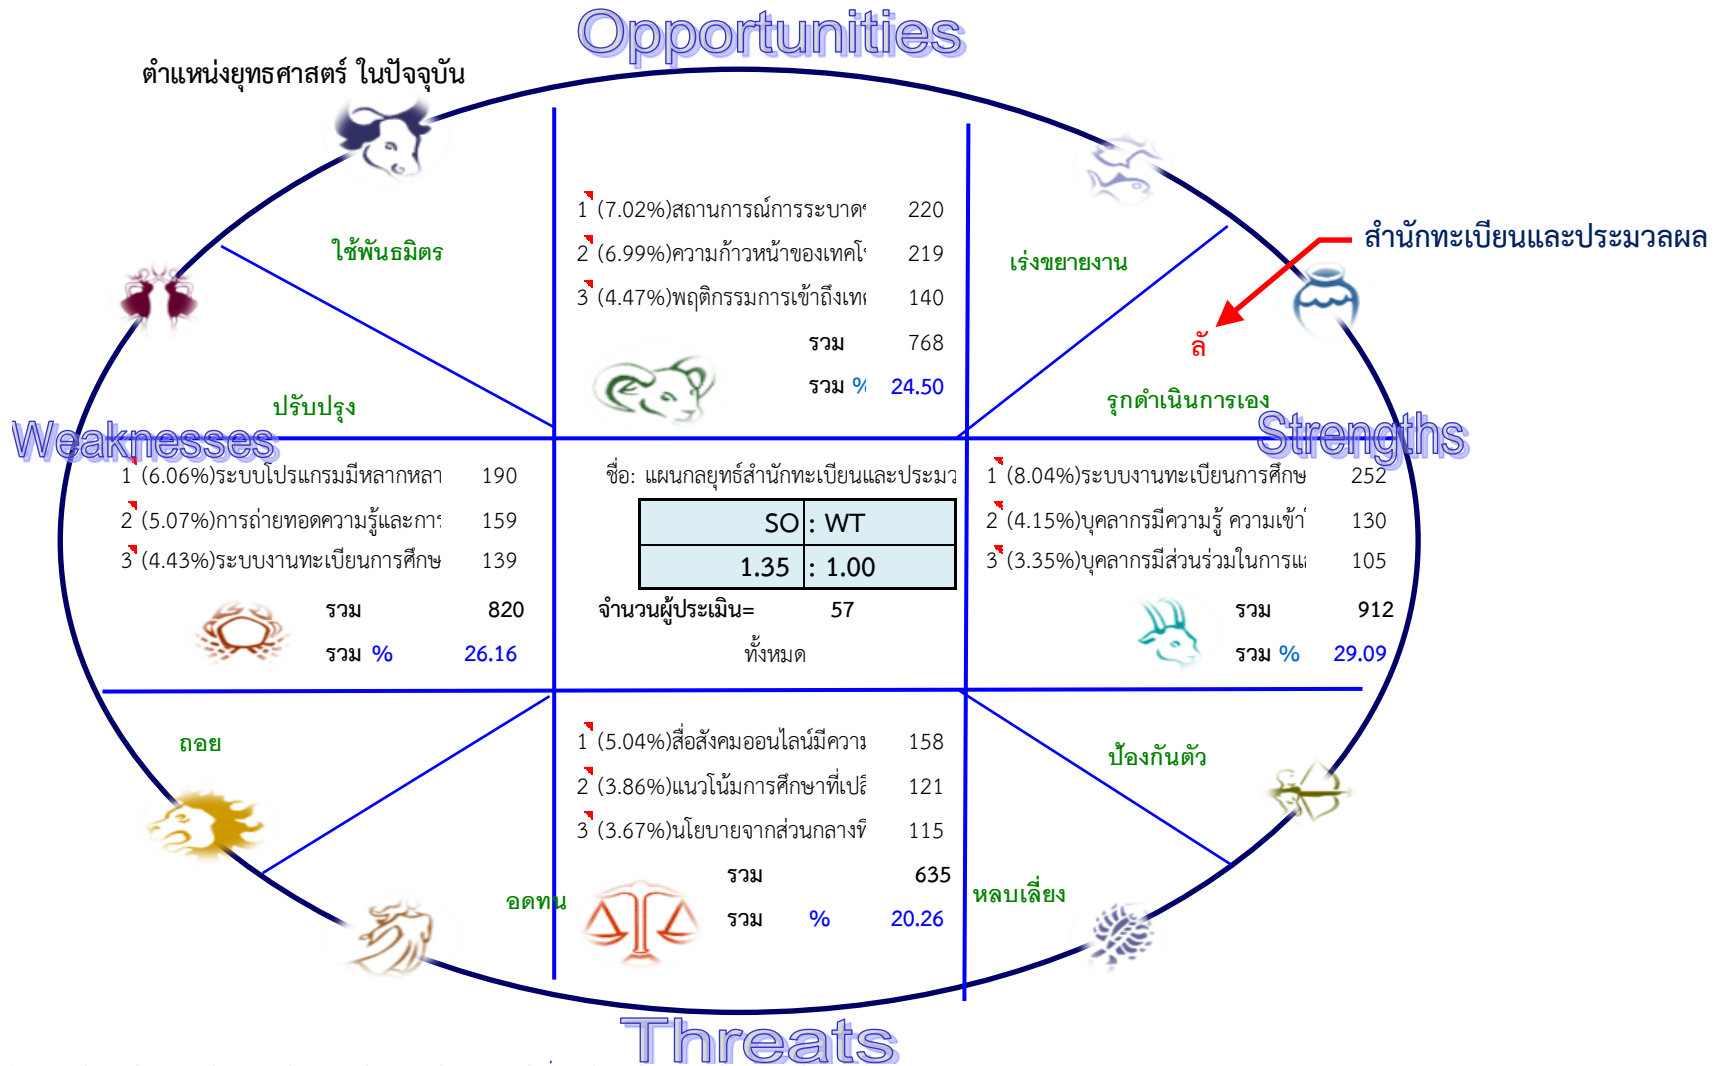 Opportunities
ตำแหน่งยุทธศาสตร์ ในปัจจุบัน
สำนักทะเบียนและประมวลผล
ใช้พันธมิตร
1 (7.02%)สถานการณ์การระบาด 220
2 (6.99%)ความก้าวหน้าของเทคโ 219
3 (4.47%)พฤติกรรมการเข้าถึงเท 140
รวม 768
รวม % 24.50
เร่งขยายงาน
ลั
รุกดำเนินการเอง
ปรับปรุง
Weaknesses
Strengths
1 (6.06%)ระบบโปรแกรมมีหลากหลา 190
2 (5.07%)การถ่ายทอดความรู้และกา 159
3 (4.43%)ระบบงานทะเบียนการศึกษ 139
รวม 820
รวม % 26.16
ชื่อ: แผนกลยุทธ์สำนักทะเบียนและประมว
SO : WT
1.35 : 1.00
จำนวนผู้ประเมิน= 57
ทั้งหมด
1 (8.04%)ระบบงานทะเบียนการศึกษ 252
2 (4.15%)บุคลากรมีความรู้ ความเข้า 130
3 (3.35%)บุคลากรมีส่วนร่วมในการแ 105
รวม 912
รวม % 29.09
ถอย
อดทน
1 (5.04%)สื่อสังคมออนไลน์มีความ 158
2 (3.86%)แนวโน้มการศึกษาที่เปลี 121
3 (3.67%)นโยบายจากส่วนกลางที 115
รวม 635
รวม % 20.26
ป้องกันตัว
หลบเลี่ยง
Threats